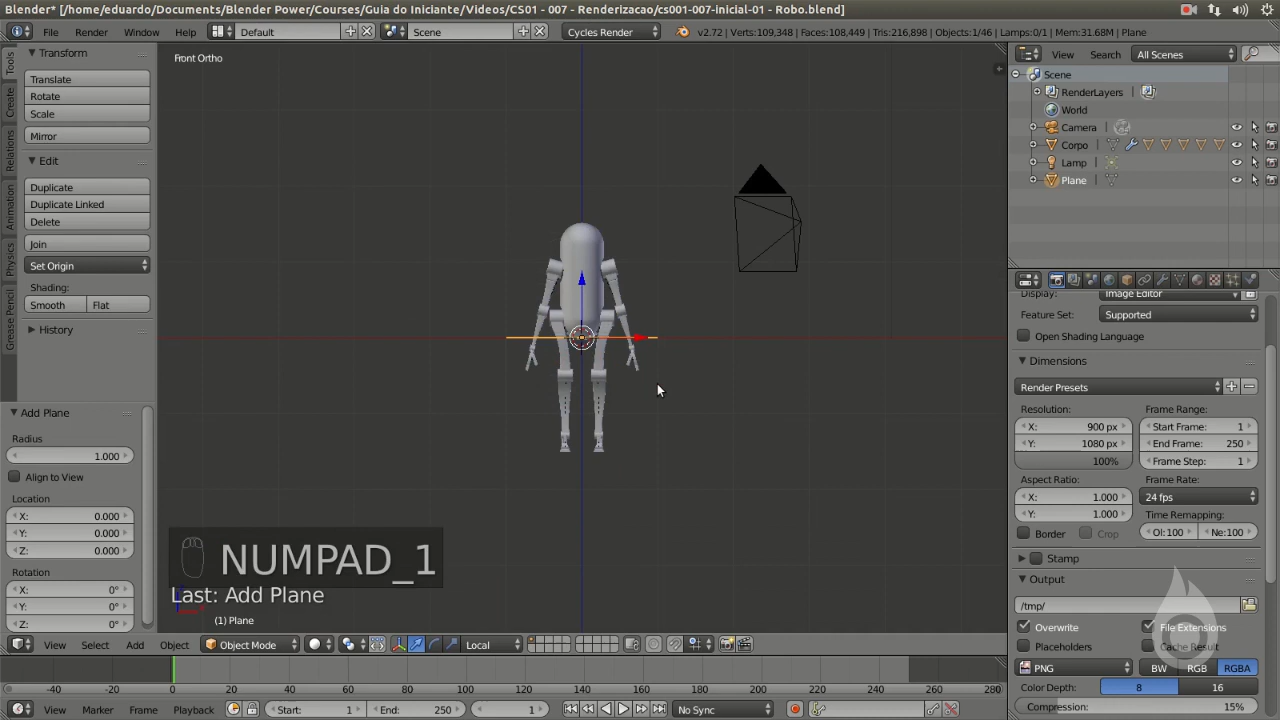 Blender* [/home/eduardo/Documents/Blender Power/Courses/Guia do Iniciante/Videos/CS01 - 007 - Renderizacao/cs001-007-inicial-01 - Robo.blend]
File Render Window Help Default Scene Cycles Render v2.72 | Verts:109,348 | Faces:108,449 | Tris:216,898 | Objects:1/46 | Lamps:0/1 | Mem:31.68M | Plane
Tools
Create
Relations
Animation
Physics
Grease Pencil
Transform
Translate
Rotate
Scale
Mirror
Edit
Duplicate
Duplicate Linked
Delete
Join
Set Origin
Shading:
Smooth Flat
History
Add Plane
Radius
1.000
Align to View
Location
X: 0.000
Y: 0.000
Z: 0.000
Rotation
X: 0°
Y: 0°
Z: 0°
Front Ortho
NUMPAD_1
Last: Add Plane
(1) Plane
View Select Add Object Object Mode Local
-40 -20 0 20 40 60 80 100 120 140 160 180 200 220 240 260 280
View Marker Frame Playback Start: 1 End: 250 1 No Sync
View Search All Scenes
Scene
RenderLayers
World
Camera
Corpo
Lamp
Plane
Display: Image Editor
Feature Set: Supported
Open Shading Language
Dimensions
Render Presets
Resolution: Frame Range:
X: 900 px Start Frame: 1
Y: 1080 px End Frame: 250
100% Frame Step: 1
Aspect Ratio: Frame Rate:
X: 1.000 24 fps
Y: 1.000 Time Remapping:
Border Crop Ol:100 Ne:100
Stamp
Output
/tmp/
Overwrite File Extensions
Placeholders Cache Result
PNG BW RGB RGBA
Color Depth: 8 16
Compression: 15%